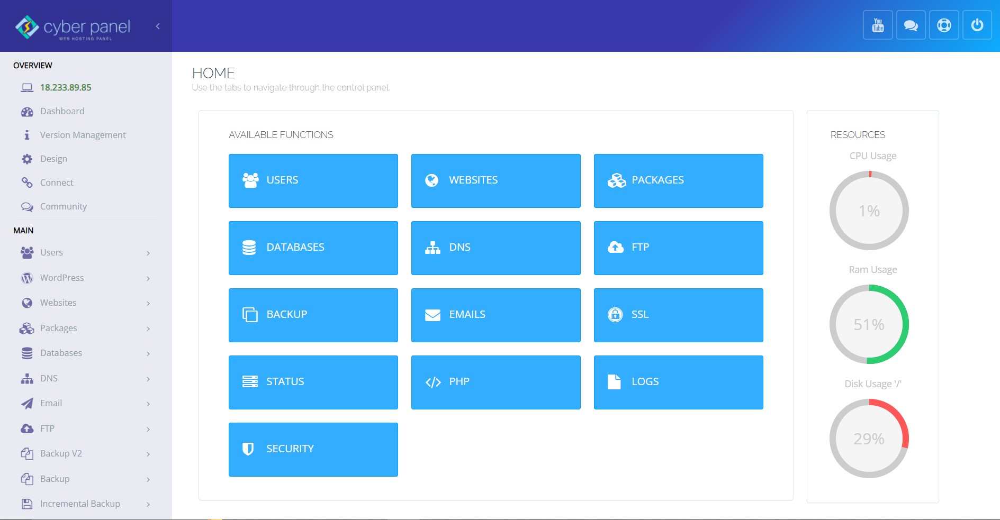 cyber panel
WEB HOSTING PANEL
You
Tube
OVERVIEW
18.233.89.85
Dashboard
Version Management
Design
Connect
Community
MAIN
Users
WordPress
Websites
Packages
Databases
DNS
Email
FTP
Backup V2
Backup
Incremental Backup
HOME
Use the tabs to navigate through the control panel.
AVAILABLE FUNCTIONS
USERS
WEBSITES
PACKAGES
DATABASES
DNS
FTP
BACKUP
EMAILS
SSL
STATUS
PHP
LOGS
SECURITY
RESOURCES
CPU Usage
1%
Ram Usage
51%
Disk Usage '/'
29%